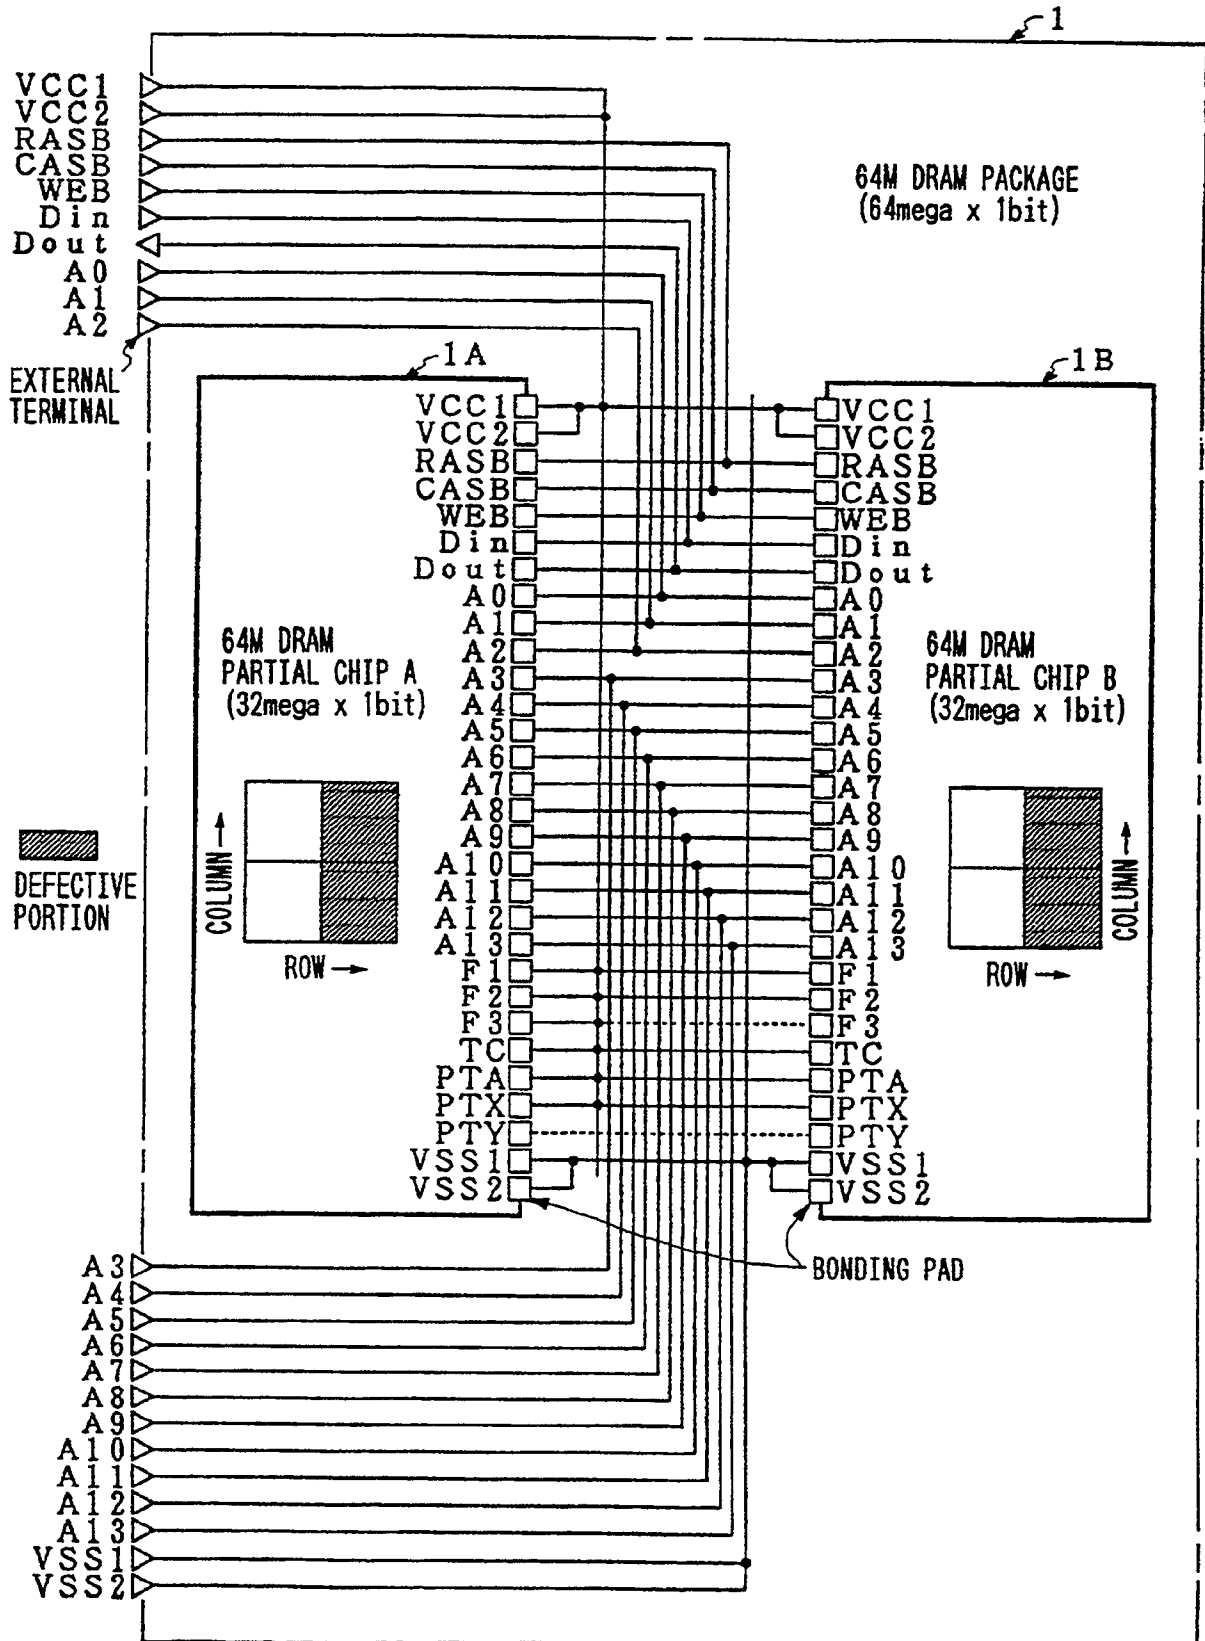 1
VCC1
VCC2
RASB
CASB
WEB
Din
Dout
A0
A1
A2
EXTERNAL
TERMINAL
64M DRAM PACKAGE
(64mega x 1bit)
1A
VCC1
VCC2
RASB
CASB
WEB
Din
Dout
A0
A1
A2
A3
A4
A5
A6
A7
A8
A9
A10
A11
A12
A13
F1
F2
F3
TC
PTA
PTX
PTY
VSS1
VSS2
64M DRAM
PARTIAL CHIP A
(32mega x 1bit)
COLUMN
ROW
DEFECTIVE
PORTION
1B
VCC1
VCC2
RASB
CASB
WEB
Din
Dout
A0
A1
A2
A3
A4
A5
A6
A7
A8
A9
A10
A11
A12
A13
F1
F2
F3
TC
PTA
PTX
PTY
VSS1
VSS2
64M DRAM
PARTIAL CHIP B
(32mega x 1bit)
COLUMN
ROW
BONDING PAD
A3
A4
A5
A6
A7
A8
A9
A10
A11
A12
A13
VSS1
VSS2